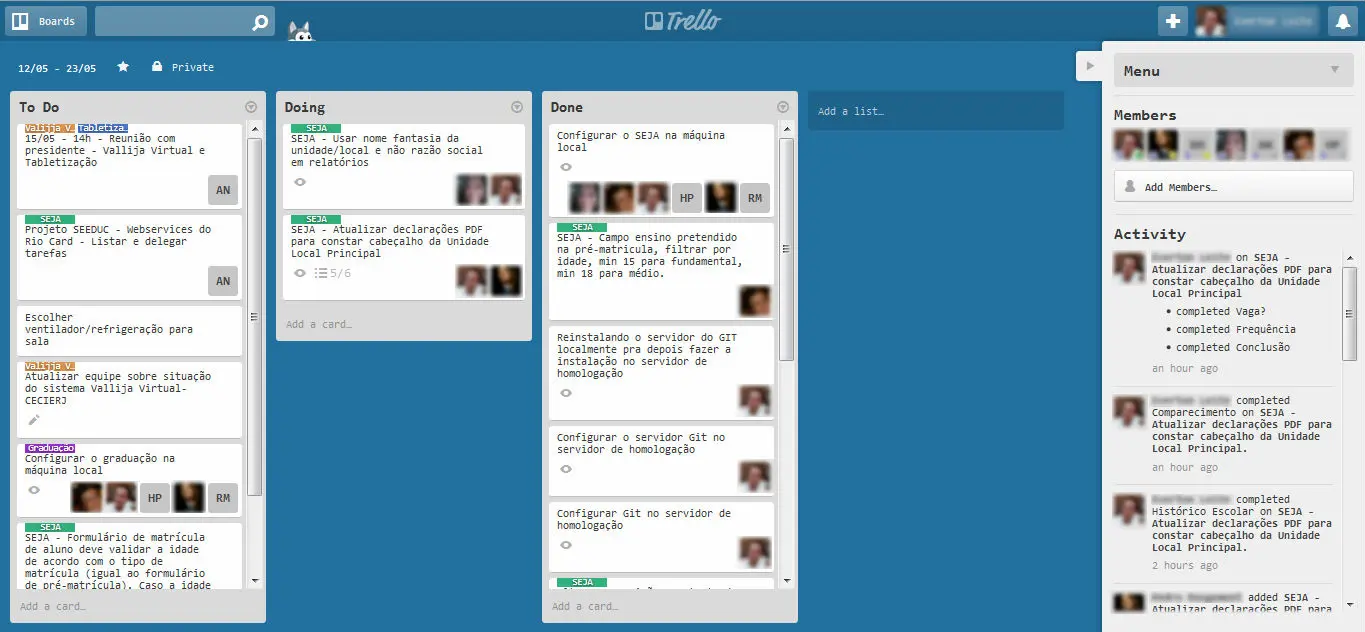 Boards
Trello
12/05 - 23/05
Private
To Do
Valijja V…
Tabletiza…
15/05 - 14h - Reunião com
presidente - Vallija Virtual e
Tabletização
AN
SEJA
Projeto SEEDUC - Webservices do
Rio Card - Listar e delegar
tarefas
AN
Escolher
ventilador/refrigeração para
sala
Valijja V…
Atualizar equipe sobre situação
do sistema Vallija Virtual-
CECIERJ
Graduação
Configurar o graduação na
máquina local
HP
RM
SEJA
SEJA - Formulário de matrícula
de aluno deve validar a idade
de acordo com o tipo de
matrícula (igual ao formulário
de pré-matrícula). Caso a idade
Add a card…
Doing
SEJA
SEJA - Usar nome fantasia da
unidade/local e não razão social
em relatórios
SEJA
SEJA - Atualizar declarações PDF
para constar cabeçalho da Unidade
Local Principal
5/6
Add a card…
Done
Configurar o SEJA na máquina
local
HP
RM
SEJA
SEJA - Campo ensino pretendido
na pré-matricula, filtrar por
idade, min 15 para fundamental,
min 18 para médio.
Reinstalando o servidor do GIT
localmente pra depois fazer a
instalação no servidor de
homologação
Configurar o servidor Git no
servidor de homologação
Configurar Git no servidor de
homologação
SEJA
Add a card…
Add a list…
Menu
Members
Add Members…
Activity
on SEJA -
Atualizar declarações PDF para
constar cabeçalho da Unidade
Local Principal
• completed Vaga?
• completed Frequência
• completed Conclusão
an hour ago
completed
Comparecimento on SEJA -
Atualizar declarações PDF para
constar cabeçalho da Unidade
Local Principal.
an hour ago
completed
Histórico Escolar on SEJA -
Atualizar declarações PDF para
constar cabeçalho da Unidade
Local Principal.
2 hours ago
added SEJA -
Atualizar declarações PDF para